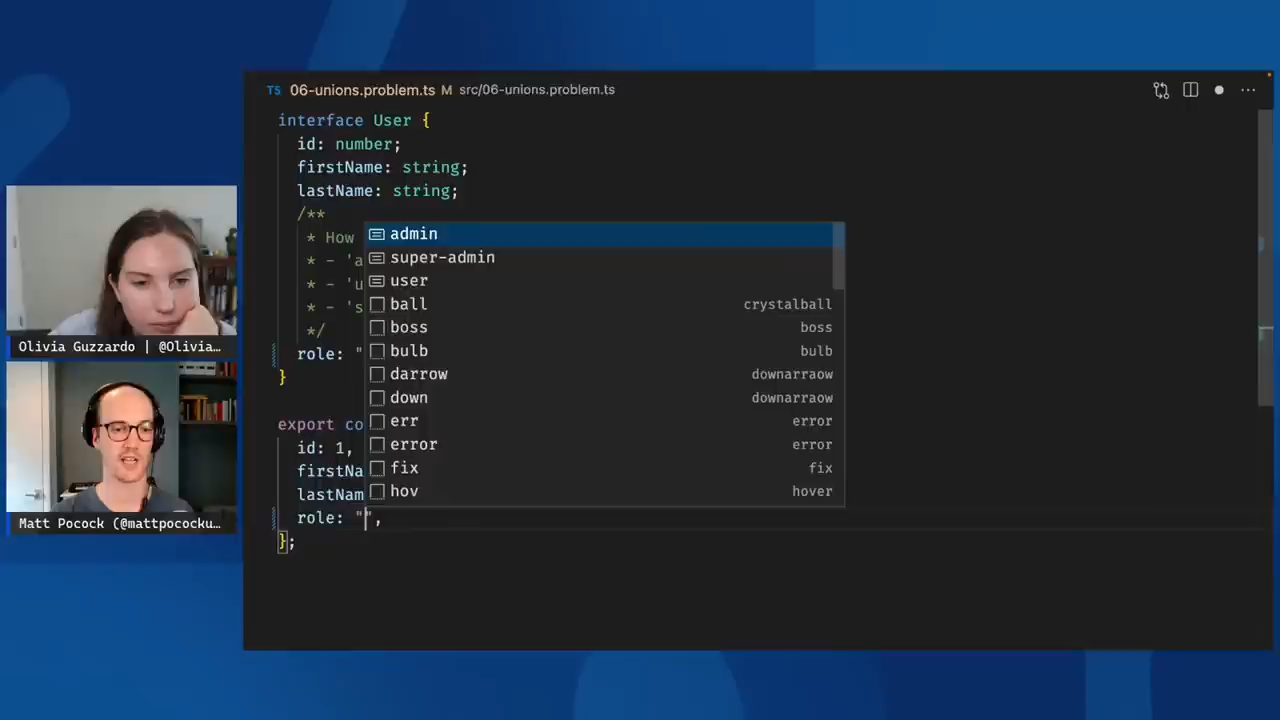 TS 06-unions.problem.ts M src/06-unions.problem.ts
interface User {
id: number;
firstName: string;
lastName: string;
/**
* How
* - 'a
* - 'u
* - 's
*/
role: "
}
admin
super-admin
user
ball crystalball
boss boss
bulb bulb
darrow downarraow
down downarraow
err error
error error
fix fix
hov hover
export co
id: 1,
firstNa
lastNam
role: "",
};
Olivia Guzzardo | @Olivia…
Matt Pocock (@mattpococku…